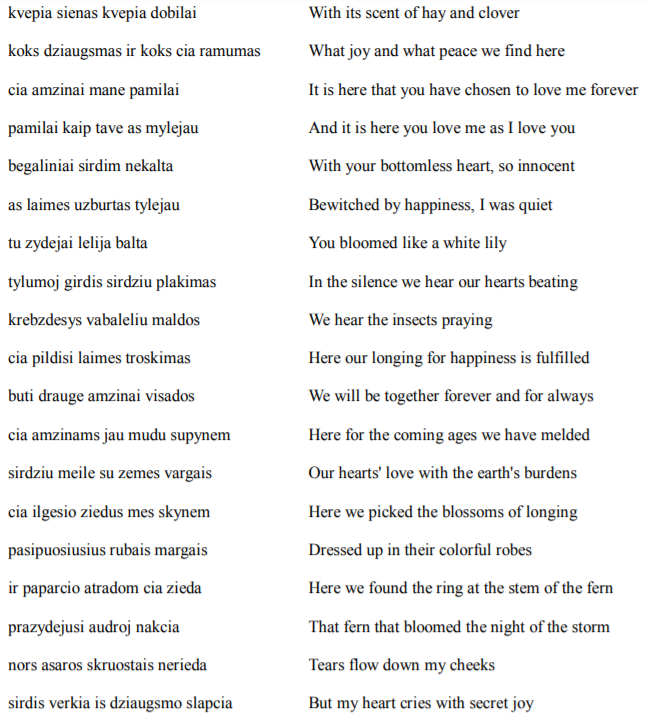 kvepia sienas kvepia dobilai With its scent of hay and clover
koks dziaugsmas ir koks cia ramumas What joy and what peace we find here
cia amzinai mane pamilai It is here that you have chosen to love me forever
pamilai kaip tave as mylejau And it is here you love me as I love you
begaliniai sirdim nekalta With your bottomless heart, so innocent
as laimes uzburtas tylejau Bewitched by happiness, I was quiet
tu zydejai lelija balta You bloomed like a white lily
tylumoj girdis sirdziu plakimas In the silence we hear our hearts beating
krebzdesys vabaleliu maldos We hear the insects praying
cia pildisi laimes troskimas Here our longing for happiness is fulfilled
buti drauge amzinai visados We will be together forever and for always
cia amzinams jau mudu supynem Here for the coming ages we have melded
sirdziu meile su zemes vargais Our hearts' love with the earth's burdens
cia ilgesio ziedus mes skynem Here we picked the blossoms of longing
pasipuosiusius rubais margais Dressed up in their colorful robes
ir paparcio atradom cia zieda Here we found the ring at the stem of the fern
prazydejusi audroj nakcia That fern that bloomed the night of the storm
nors asaros skruostais nerieda Tears flow down my cheeks
sirdis verkia is dziaugsmo slapcia But my heart cries with secret joy